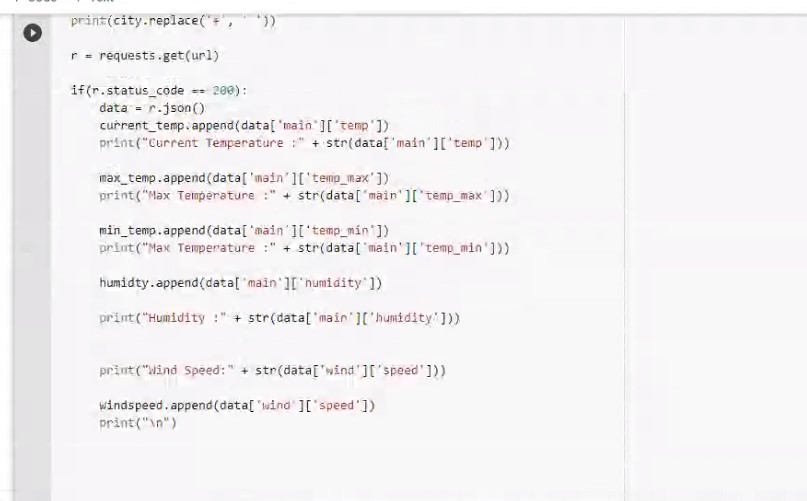 print(city.replace('+', ' '))
r = requests.get(url)
if(r.status_code == 200):
data = r.json()
current_temp.append(data['main']['temp'])
print("Current Temperature :" + str(data['main']['temp']))
max_temp.append(data['main']['temp_max'])
print("Max Temperature :" + str(data['main']['temp_max']))
min_temp.append(data['main']['temp_min'])
print("Max Temperature :" + str(data['main']['temp_min']))
humidty.append(data['main']['humidity'])
print("Humidity :" + str(data['main']['humidity']))
print("Wind Speed:" + str(data['wind']['speed']))
windspeed.append(data['wind']['speed'])
print("\n")